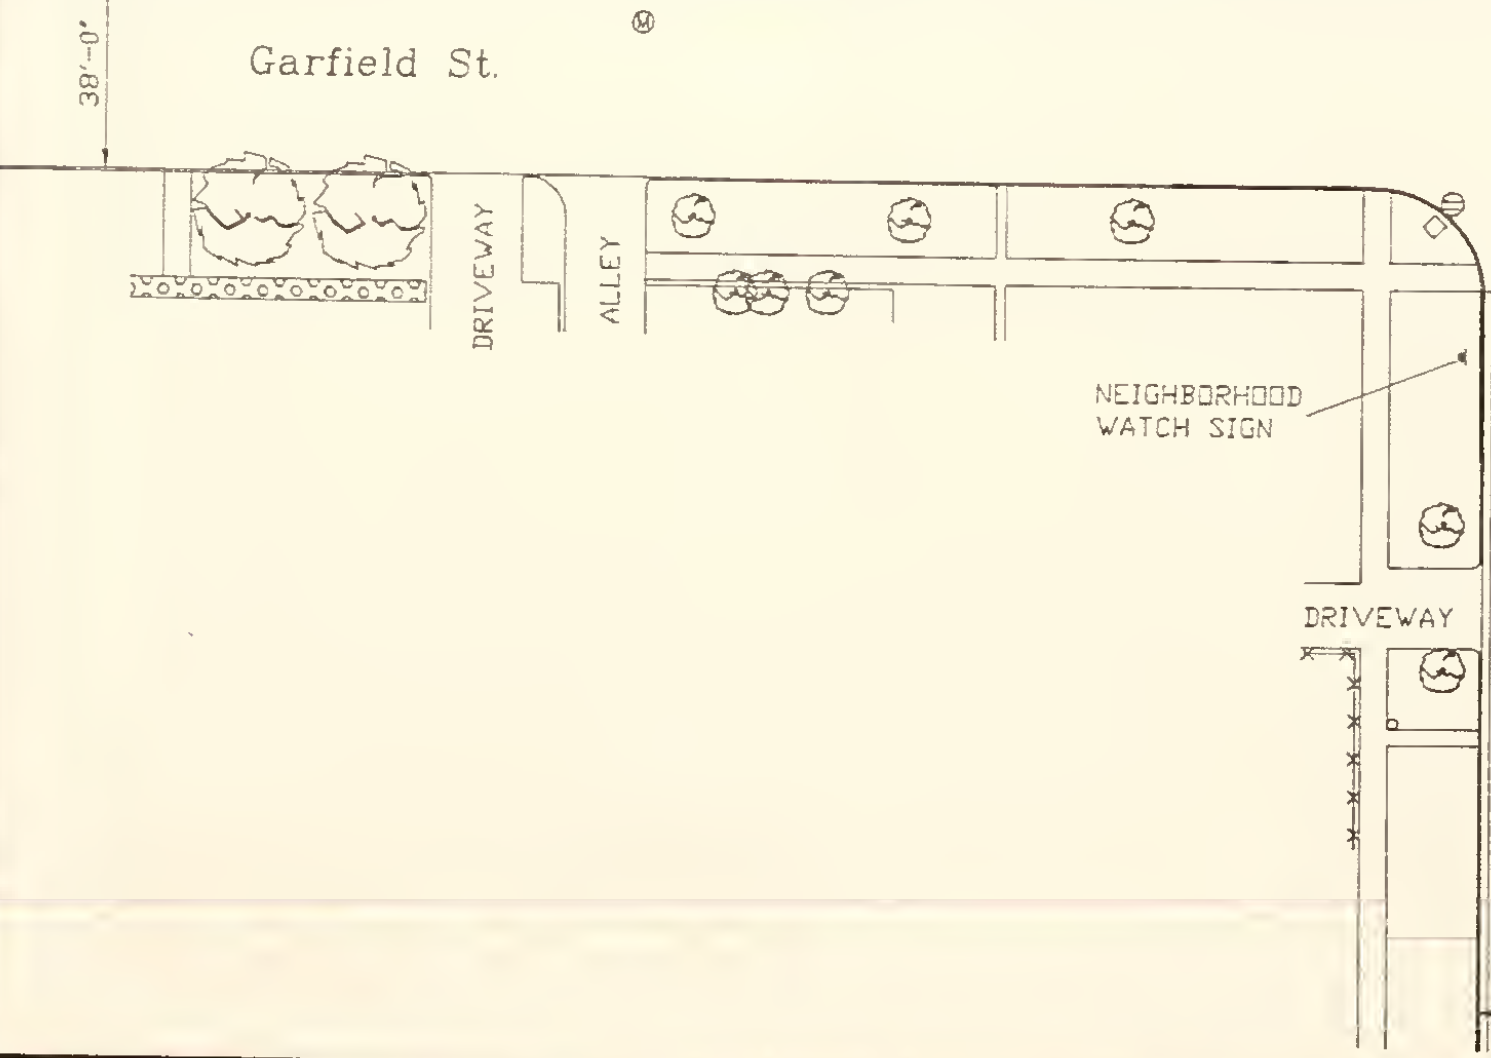 38'-0"
Ⓜ
Garfield St.
DRIVEWAY
ALLEY
NEIGHBORHOOD
WATCH SIGN
DRIVEWAY